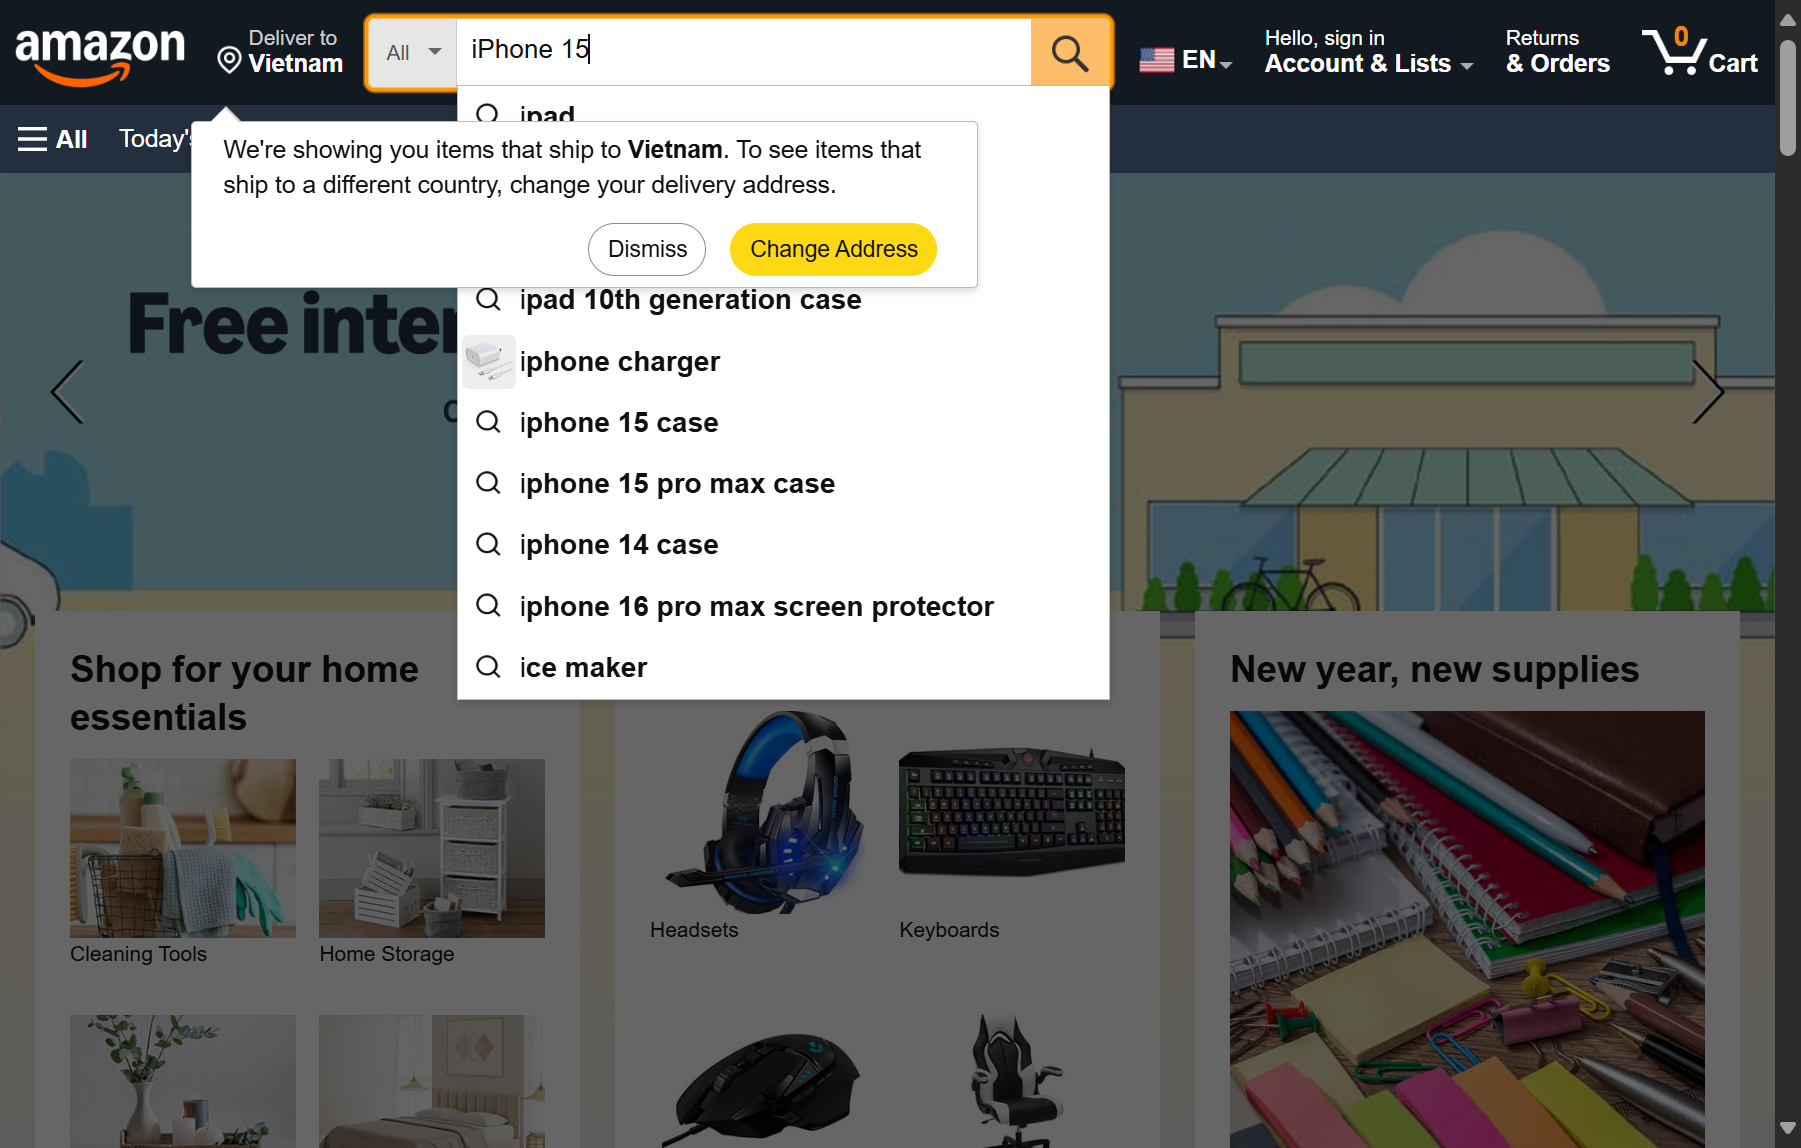 amazon
Deliver to
Vietnam
All
iPhone 15
EN
Hello, sign in
Account & Lists
Returns
& Orders
0
Cart
All
Today's
ipad
We're showing you items that ship to Vietnam. To see items that
ship to a different country, change your delivery address.
Dismiss
Change Address
ipad 10th generation case
iphone charger
iphone 15 case
iphone 15 pro max case
iphone 14 case
iphone 16 pro max screen protector
ice maker
Free inter
Shop for your home
essentials
Cleaning Tools
Home Storage
Headsets
Keyboards
New year, new supplies